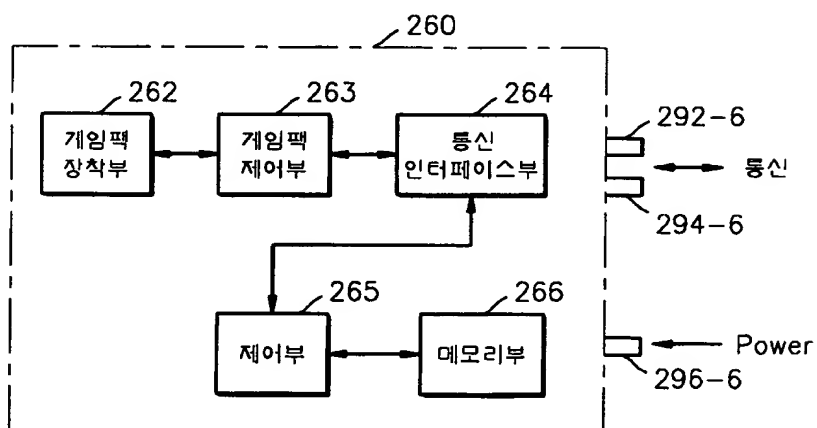 260
262
263
264
게임팩
장착부
게임팩
제어부
통신
인터페이스부
292-6
통신
294-6
265
266
제어부
메모리부
Power
296-6